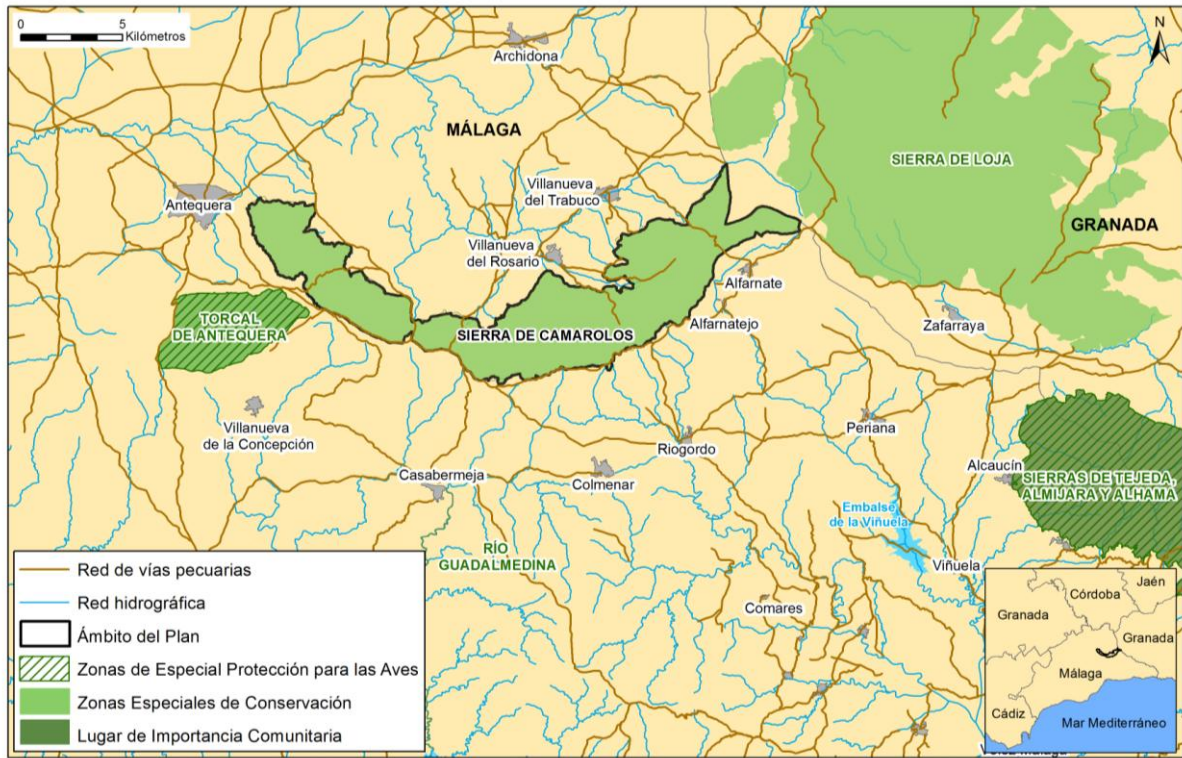 0 5
Kilómetros
N
Archidona
MÁLAGA
SIERRA DE LOJA
Antequera
Villanueva
del Trabuco
GRANADA
Villanueva
del Rosario
Alfarnate
TORCAL
DE ANTEQUERA
SIERRA DE CAMAROLOS
Alfarnatejo
Zafarraya
Villanueva
de la Concepción
Riogordo
Periana
Casabermeja
Colmenar
Alcaucín
SIERRAS DE TEJEDA,
ALMIJARA Y ALHAMA
Embalse
de la Viñuela
RÍO
GUADALMEDINA
Viñuela
Comares
Red de vías pecuarias
Red hidrográfica
Ámbito del Plan
Zonas de Especial Protección para las Aves
Zonas Especiales de Conservación
Lugar de Importancia Comunitaria
Jaén
Córdoba
Granada
Granada
Málaga
Cádiz
Mar Mediterráneo